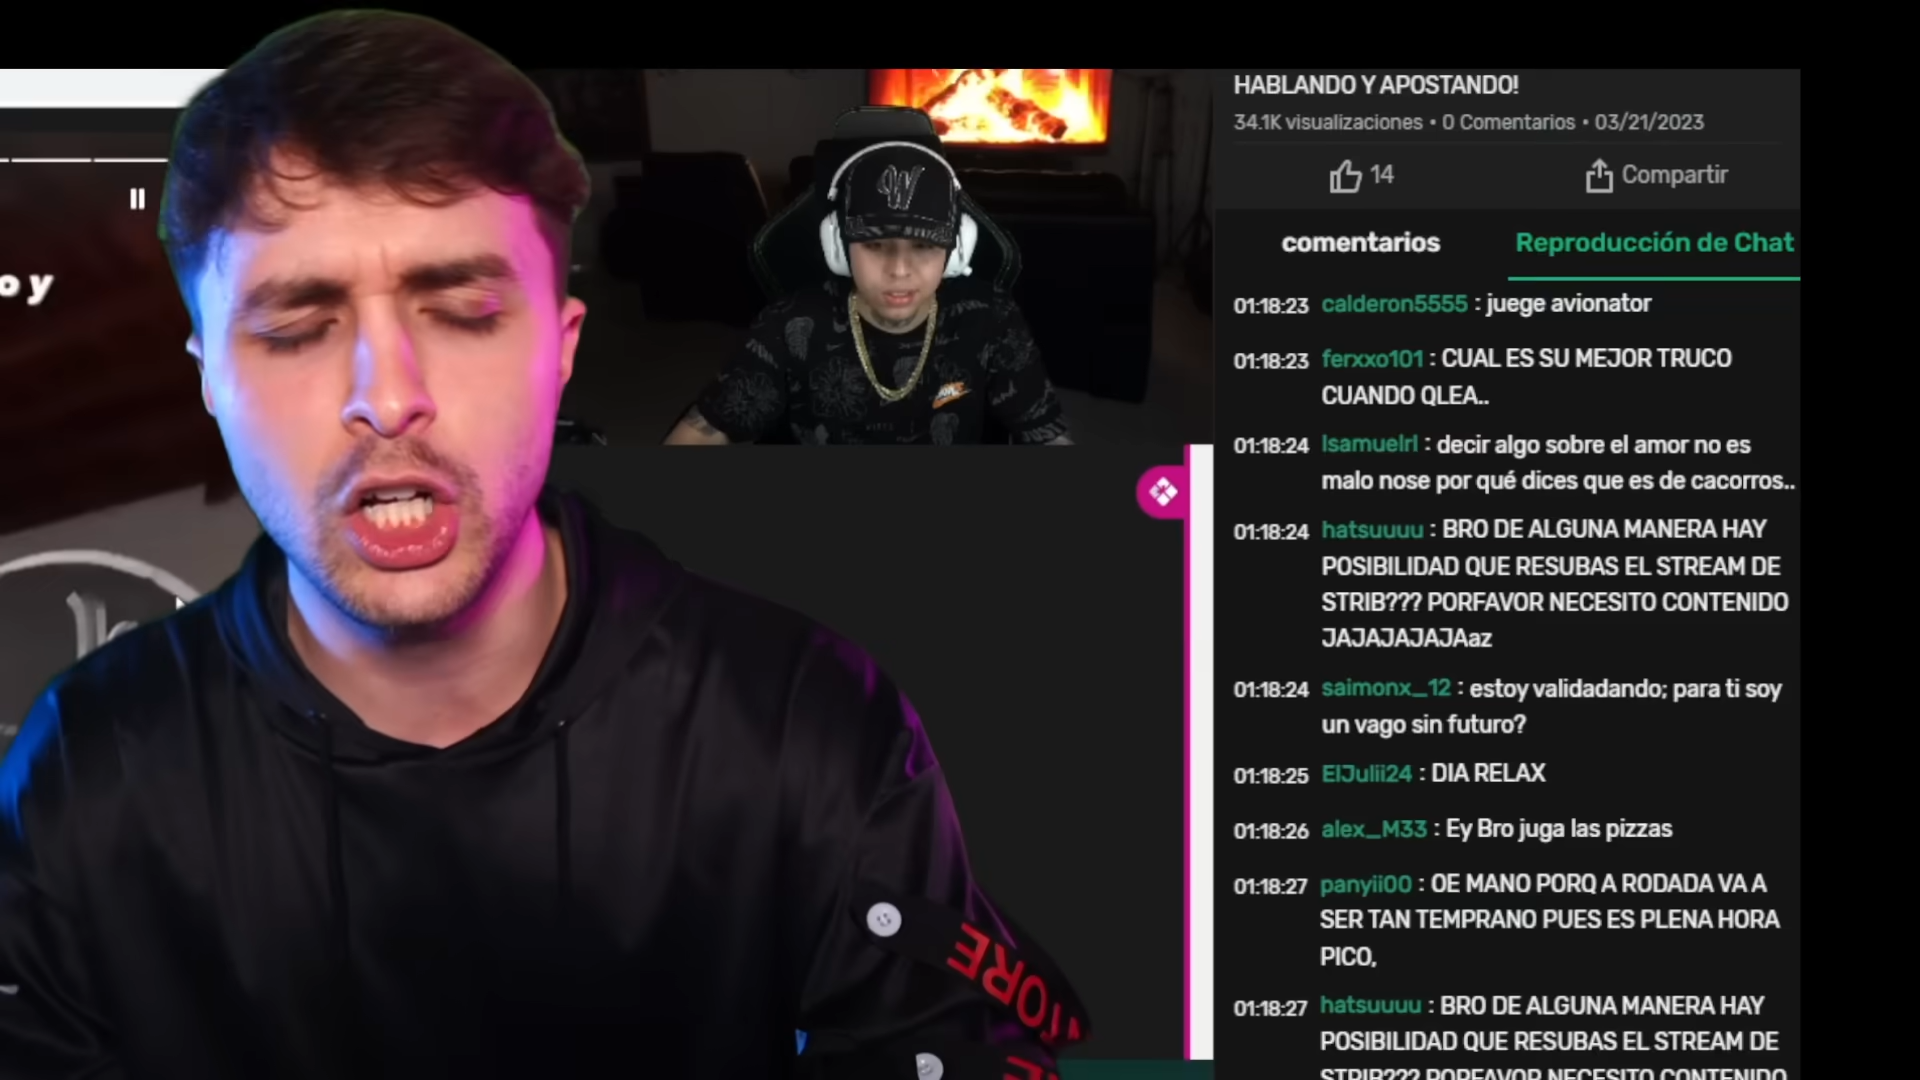 HABLANDO Y APOSTANDO!
34.1K visualizaciones • 0 Comentarios • 03/21/2023
14 Compartir
comentarios Reproducción de Chat
o y
01:18:23 calderon5555 : juege avionator
01:18:23 ferxxo101 : CUAL ES SU MEJOR TRUCO
CUANDO QLEA..
01:18:24 lsamuelrl : decir algo sobre el amor no es
malo nose por qué dices que es de cacorros..
01:18:24 hatsuuuu : BRO DE ALGUNA MANERA HAY
POSIBILIDAD QUE RESUBAS EL STREAM DE
STRIB??? PORFAVOR NECESITO CONTENIDO
JAJAJAJAJAaz
01:18:24 saimonx_12 : estoy validadando; para ti soy
un vago sin futuro?
01:18:25 ElJulii24 : DIA RELAX
01:18:26 alex_M33 : Ey Bro juga las pizzas
01:18:27 panyii00 : OE MANO PORQ A RODADA VA A
SER TAN TEMPRANO PUES ES PLENA HORA
PICO,
01:18:27 hatsuuuu : BRO DE ALGUNA MANERA HAY
POSIBILIDAD QUE RESUBAS EL STREAM DE
STRIB??? PORFAVOR NECESITO CONTENIDO
W
TORE